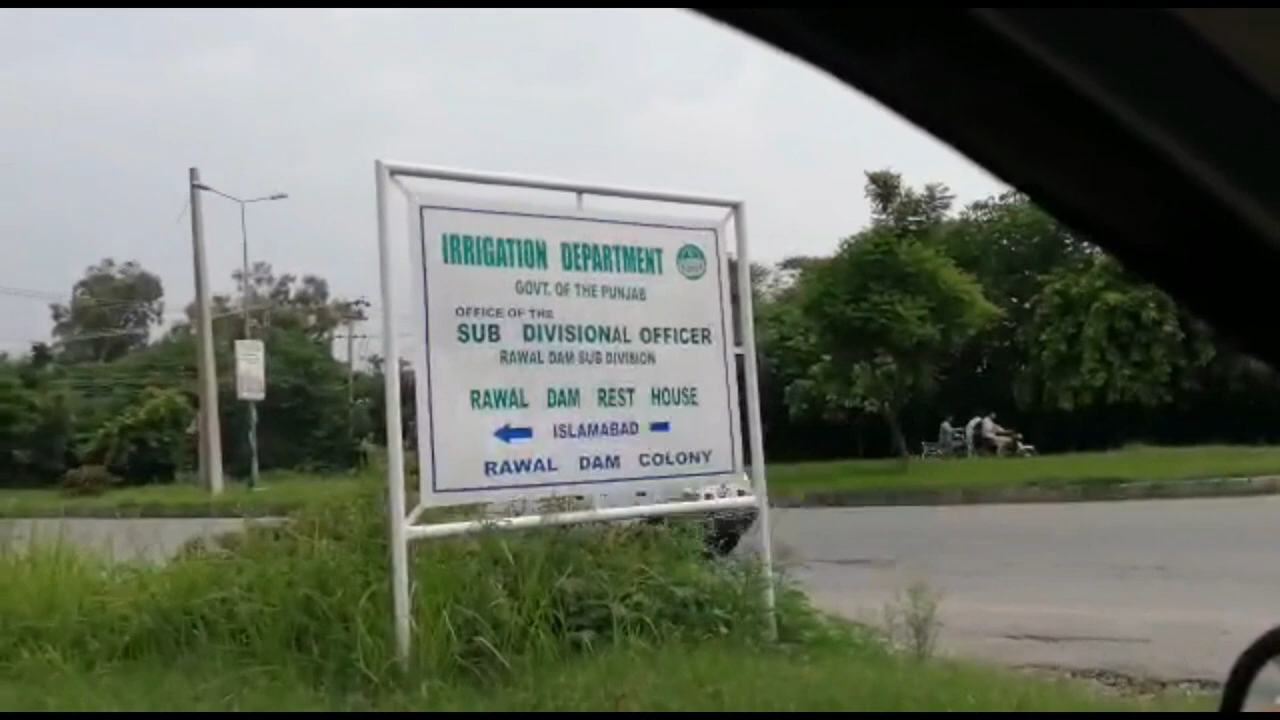 IRRIGATION DEPARTMENT
GOVT. OF THE PUNJAB
OFFICE OF THE
SUB DIVISIONAL OFFICER
RAWAL DAM SUB DIVISION
RAWAL DAM REST HOUSE
ISLAMABAD
RAWAL DAM COLONY